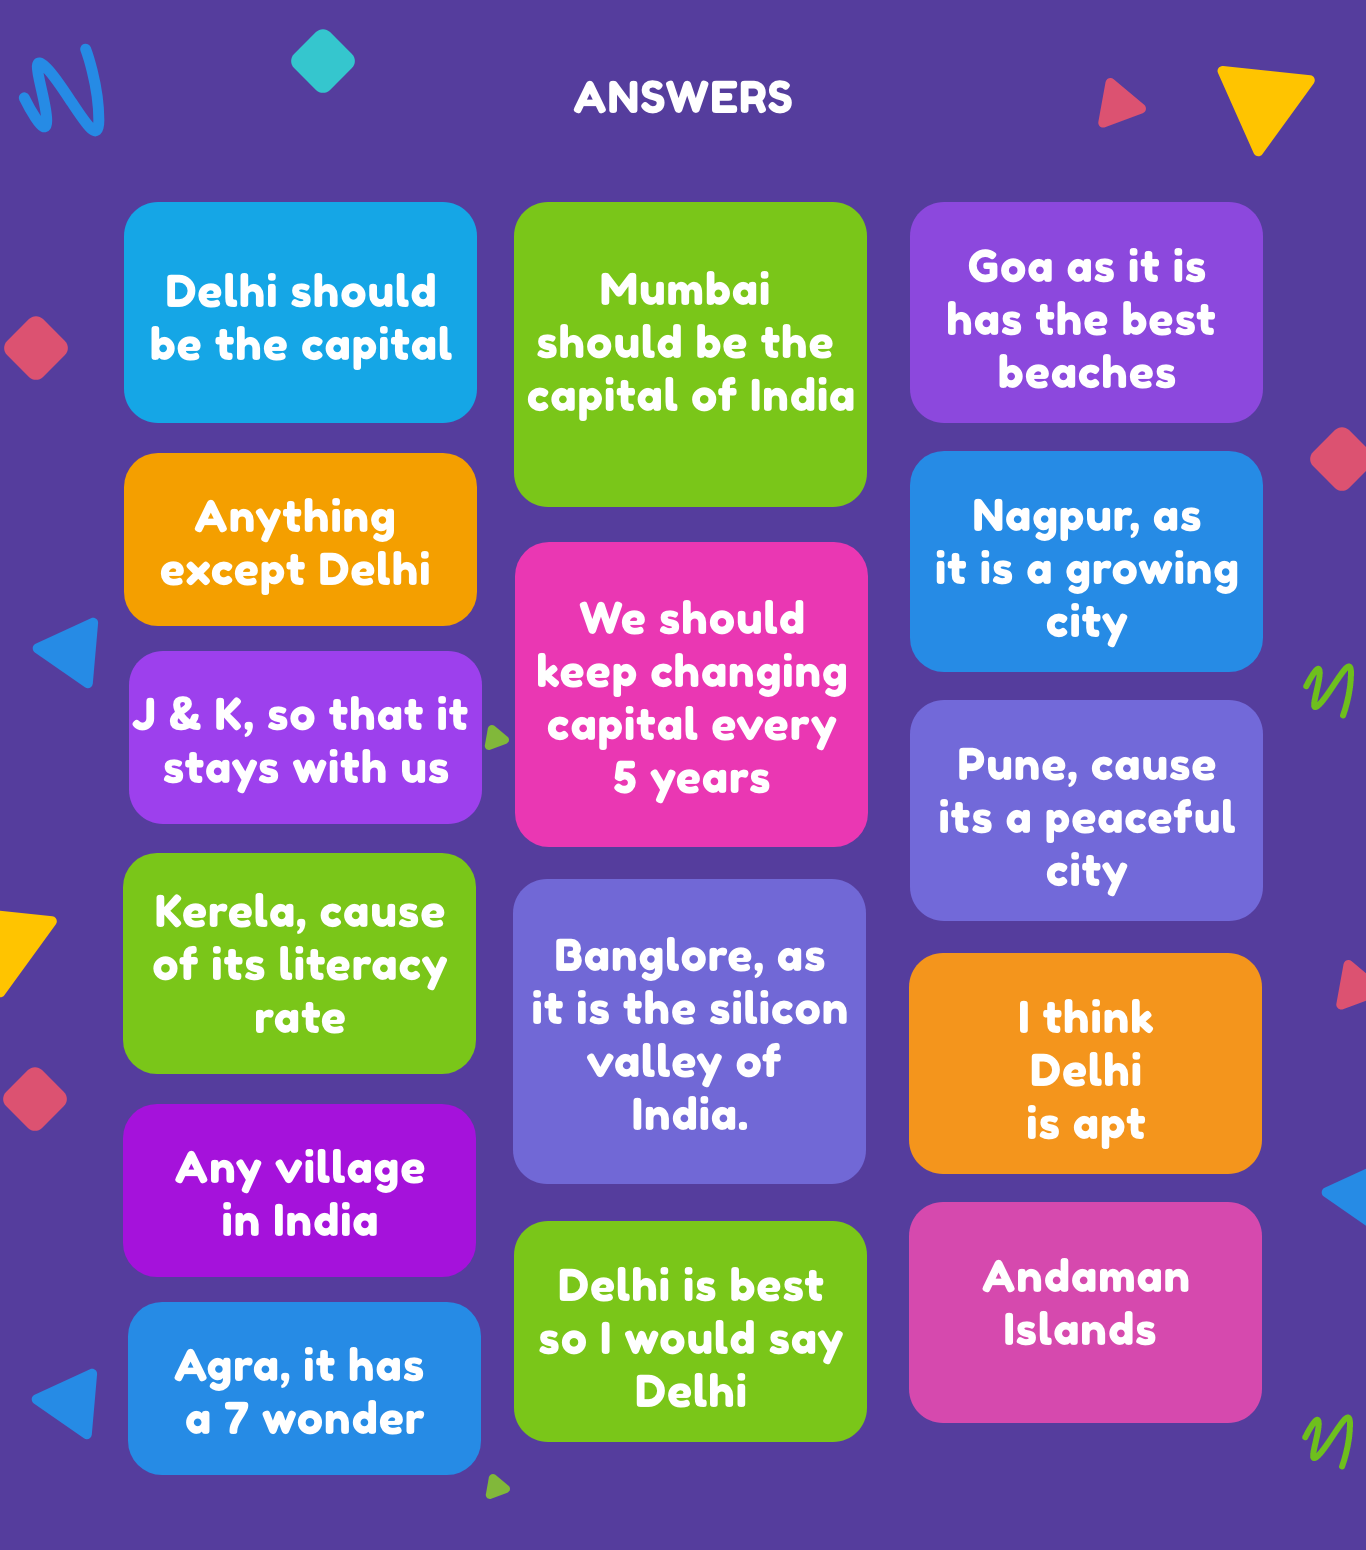 ANSWERS
Delhi should
be the capital
Anything
except Delhi
J & K, so that it
stays with us
Kerela, cause
of its literacy
rate
Any village
in India
Agra, it has
a 7 wonder
Mumbai
should be the
capital of India
We should
keep changing
capital every
5 years
Banglore, as
it is the silicon
valley of
India.
Delhi is best
so I would say
Delhi
Goa as it is
has the best
beaches
Nagpur, as
it is a growing
city
Pune, cause
its a peaceful
city
I think
Delhi
is apt
Andaman
Islands